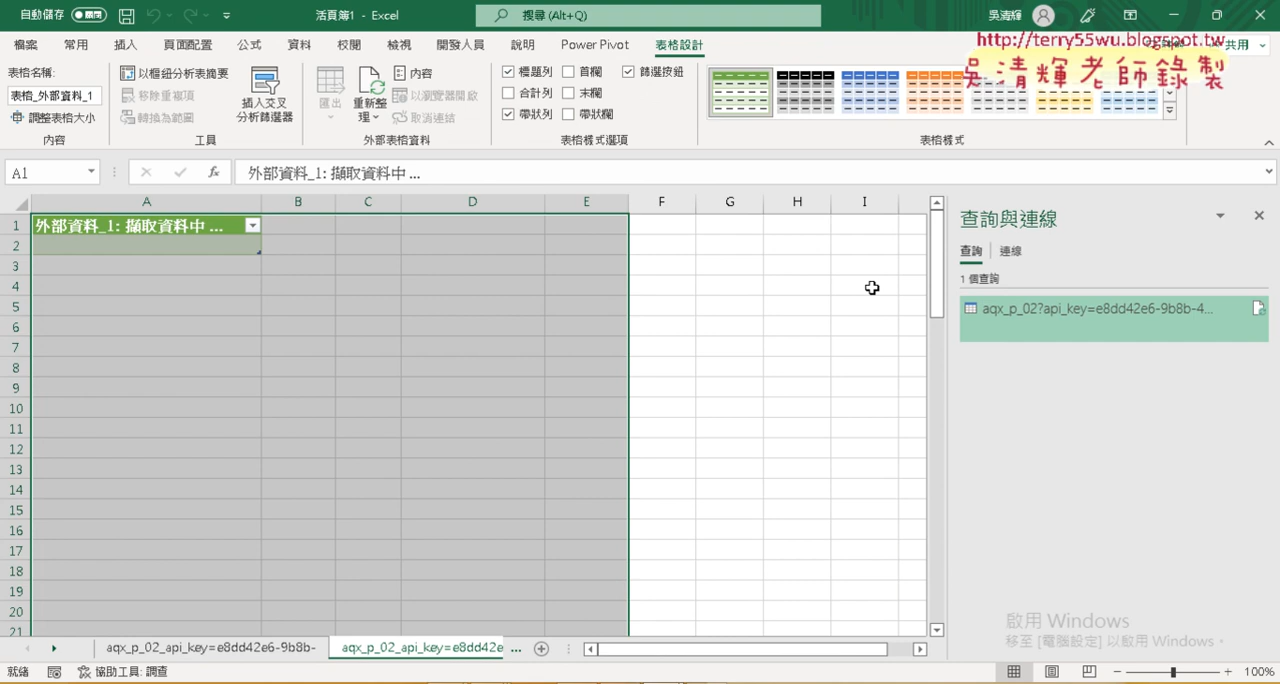 自動儲存
活頁簿1 - Excel
搜尋 (Alt+Q)
吳清輝
檔案 常用 插入 頁面配置 公式 資料 校閱 檢視 開發人員 說明 Power Pivot 表格設計
共用
http://terry55wu.blogspot.tw
吳清輝老師錄製
表格名稱:
表格_外部資料_1
調整表格大小
內容
以樞紐分析表摘要
移除重複項
轉換為範圍
插入交叉分析篩選器
工具
匯出
重新整理
內容
以瀏覽器開啟
取消連結
外部表格資料
標題列 首欄 篩選按鈕
合計列 末欄
帶狀列 帶狀欄
表格樣式選項
表格樣式
A1
fx
外部資料_1: 擷取資料中 ...
A B C D E F G H I
1 外部資料_1: 擷取資料中 ...
2
3
4
5
6
7
8
9
10
11
12
13
14
15
16
17
18
19
20
21
查詢與連線
查詢 | 連線
1 個查詢
aqx_p_02?api_key=e8dd42e6-9b8b-4...
啟用 Windows
移至 [電腦設定] 以啟用 Windows。
aqx_p_02_api_key=e8dd42e6-9b8b-
aqx_p_02_api_key=e8dd42e ...
就緒
協助工具: 調查
100%